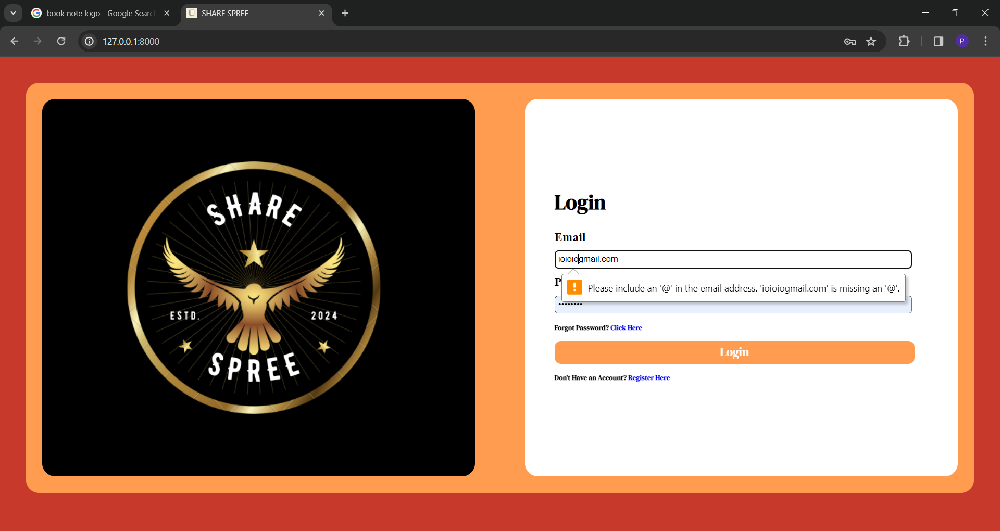 book note logo - Google Search
SHARE SPREE
127.0.0.1:8000
P
SHARE
ESTD.
2024
SPREE
Login
Email
ioioiogmail.com
P
Please include an '@' in the email address. 'ioioiogmail.com' is missing an '@'.
••••••••
Forgot Password? Click Here
Login
Don't Have an Account? Register Here